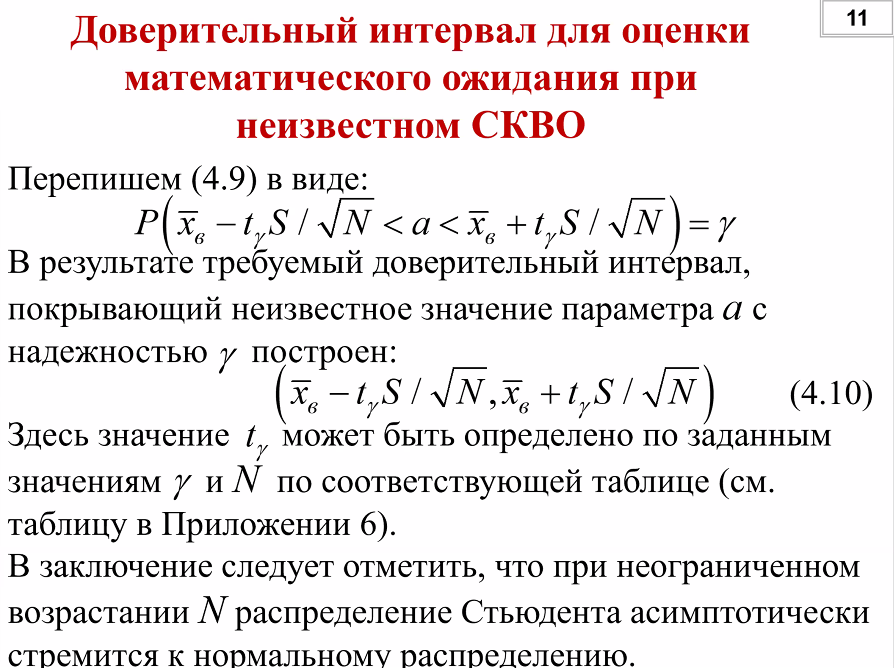 11
Доверительный интервал для оценки
математического ожидания при
неизвестном СКВО
Перепишем (4.9) в виде:
P(x̅в − tγS / √N < a < x̅в + tγS / √N) = γ
В результате требуемый доверительный интервал,
покрывающий неизвестное значение параметра a с
надежностью γ построен:
(x̅в − tγS / √N, x̅в + tγS / √N) (4.10)
Здесь значение tγ может быть определено по заданным
значениям γ и N по соответствующей таблице (см.
таблицу в Приложении 6).
В заключение следует отметить, что при неограниченном
возрастании N распределение Стьюдента асимптотически
стремится к нормальному распределению.